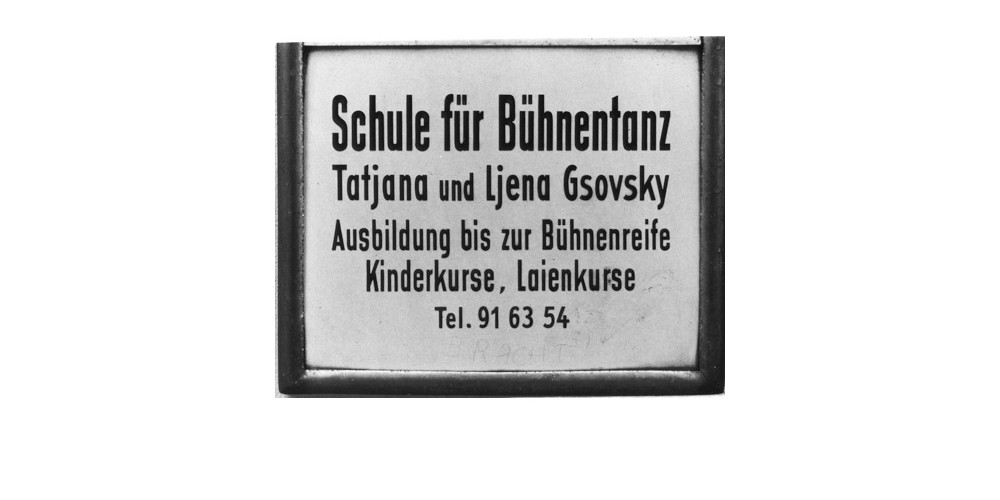 Schule für Bühnentanz
Tatjana und Ljena Gsovsky
Ausbildung bis zur Bühnenreife
Kinderkurse, Laienkurse
Tel. 91 63 54